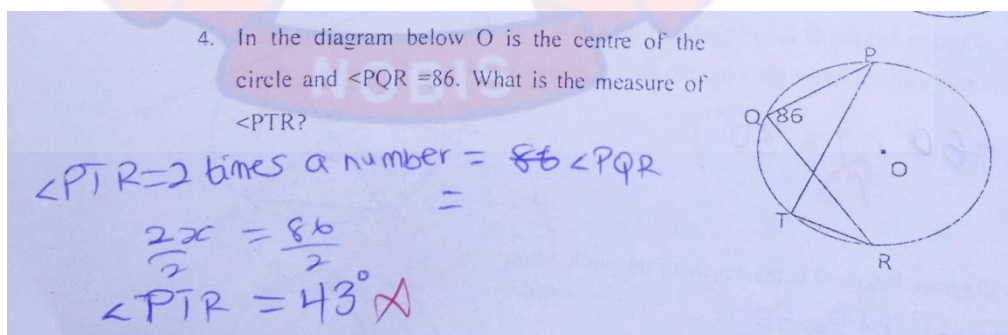 4. In the diagram below O is the centre of the
circle and <PQR =86. What is the measure of
<PTR?
NOBIS
P
Q 86
O
T
R
<PTR=2 times a number = 86 <PQR
=
2x = 86
2 2
<PTR = 43°